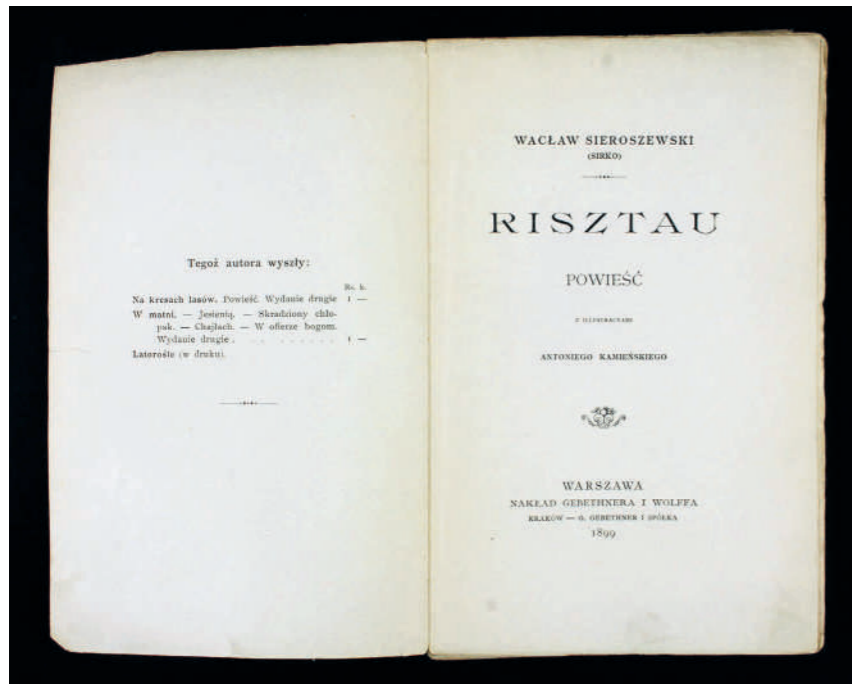 Tegoż autora wyszły:
Rs. k.
Na kresach lasów. Powieść. Wydanie drugie 1 —
W matni. — Jesienią. — Skradziony chło-
pak. — Chajłach. — W ofierze bogom.
Wydanie drugie . . . . . . . . 1 —
Latorośle (w druku).
WACŁAW SIEROSZEWSKI
(SIRKO)
RISZTAU
POWIEŚĆ
Z ILLUSTRACYAMI
ANTONIEGO KAMIEŃSKIEGO
WARSZAWA
NAKŁAD GEBETHNERA I WOLFFA
KRAKÓW — G. GEBETHNER I SPÓŁKA
1899